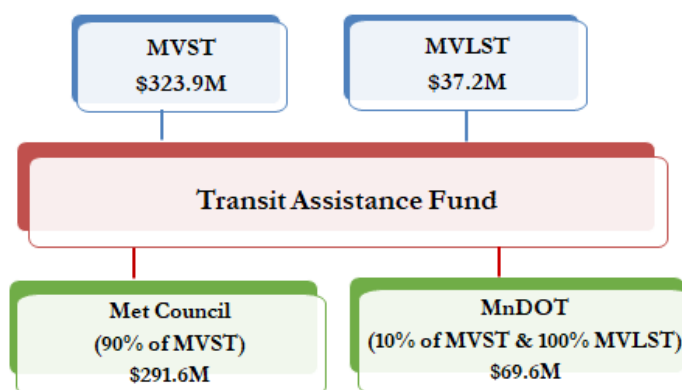 MVST
$323.9M
MVLST
$37.2M
Transit Assistance Fund
Met Council
(90% of MVST)
$291.6M
MnDOT
(10% of MVST & 100% MVLST)
$69.6M